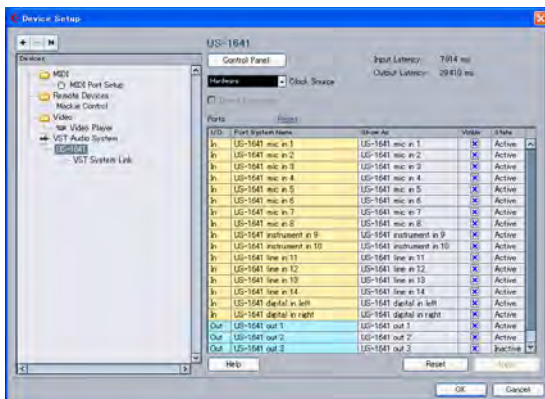 Device Setup
+ - |◄
US-1641
Devices
MIDI
MIDI Port Setup
Remote Devices
Mackie Control
Video
Video Player
VST Audio System
US-1641
VST System Link
Control Panel
Input Latency:
Output Latency:
Hardware Clock Source
Ports Reset
I/O Port System Name Show As Visible State
In US-1641 mic in 1 US-1641 mic in 1 Active
In US-1641 mic in 2 US-1641 mic in 2 Active
In US-1641 mic in 3 US-1641 mic in 3 Active
In US-1641 mic in 4 US-1641 mic in 4 Active
In US-1641 mic in 5 US-1641 mic in 5 Active
In US-1641 mic in 6 US-1641 mic in 6 Active
In US-1641 mic in 7 US-1641 mic in 7 Active
In US-1641 mic in 8 US-1641 mic in 8 Active
In US-1641 instrument in 9 US-1641 instrument in 9 Active
In US-1641 instrument in 10 US-1641 instrument in 10 Active
In US-1641 line in 11 US-1641 line in 11 Active
In US-1641 line in 12 US-1641 line in 12 Active
In US-1641 line in 13 US-1641 line in 13 Active
In US-1641 line in 14 US-1641 line in 14 Active
In US-1641 digital in left US-1641 digital in left Active
In US-1641 digital in right US-1641 digital in right Active
Out US-1641 out 1 US-1641 out 1 Active
Out US-1641 out 2 US-1641 out 2 Active
Out US-1641 out 3 US-1641 out 3 Inactive
Help Reset
OK Cancel